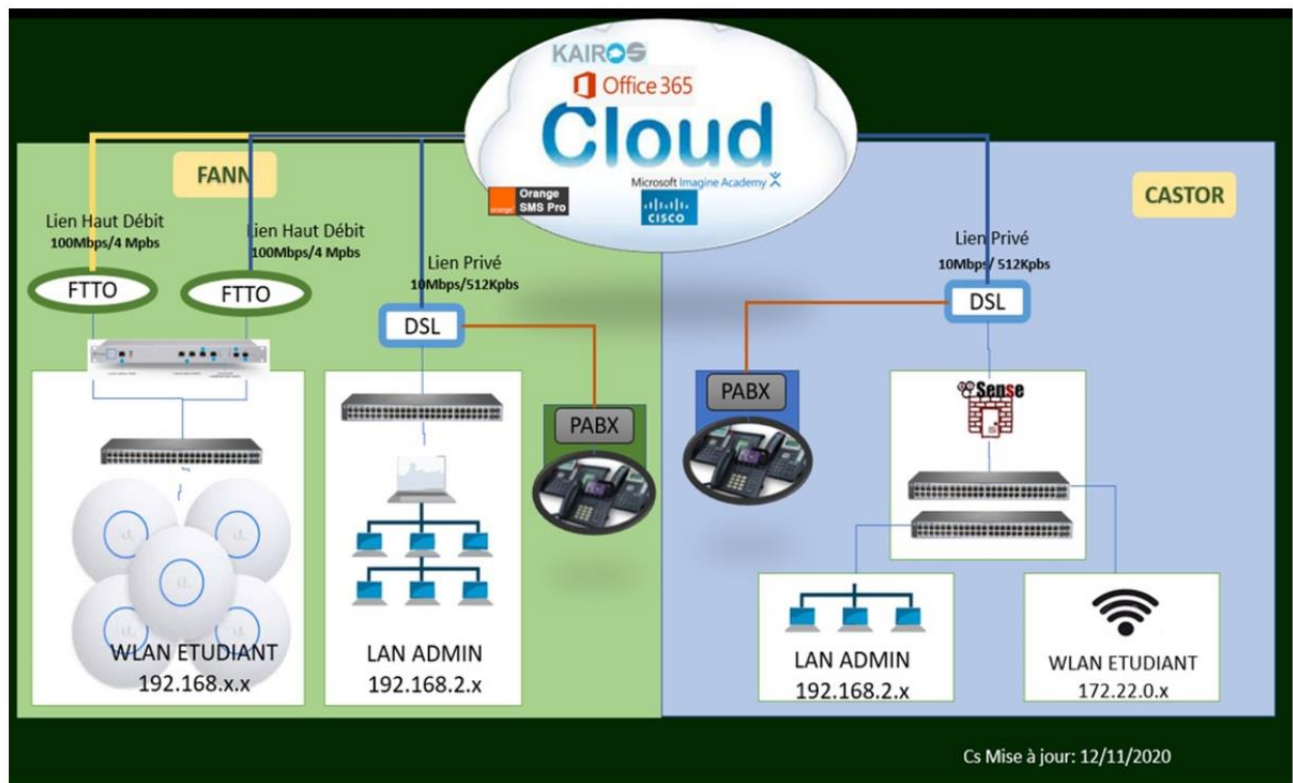 KAIROS
Office 365
Cloud
Microsoft Imagine Academy
Orange
SMS Pro
orange
CISCO
FANN
CASTOR
Lien Haut Débit
100Mbps/4 Mpbs
Lien Haut Débit
100Mbps/4 Mpbs
Lien Privé
10Mbps/512Kpbs
Lien Privé
10Mbps/ 512Kpbs
FTTO
FTTO
DSL
DSL
PABX
PABX
Sense
WLAN ETUDIANT
192.168.x.x
LAN ADMIN
192.168.2.x
LAN ADMIN
192.168.2.x
WLAN ETUDIANT
172.22.0.x
Cs Mise à jour: 12/11/2020